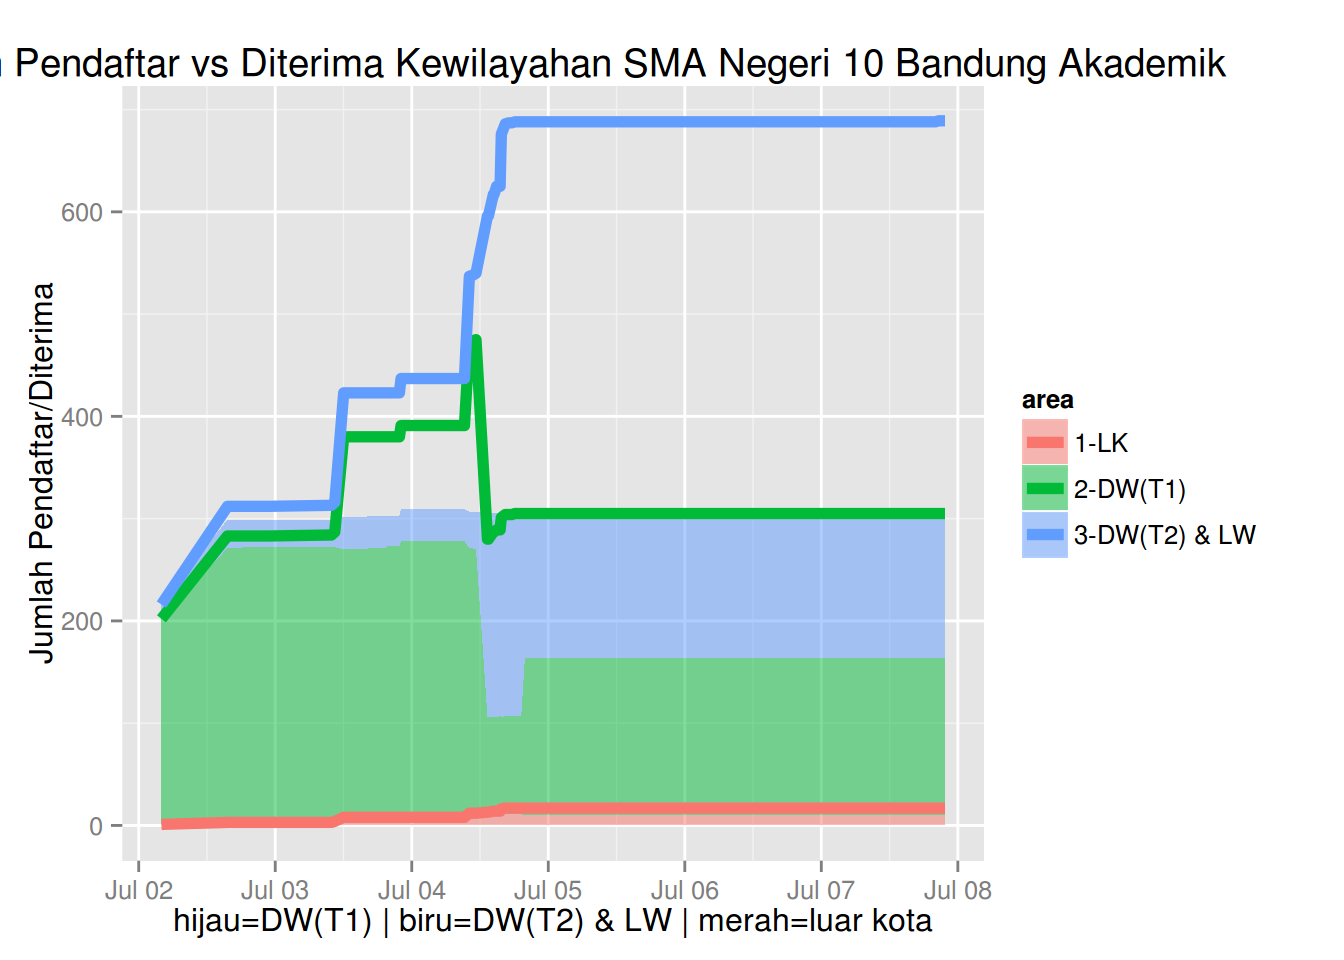 Pendaftar vs Diterima Kewilayahan SMA Negeri 10 Bandung Akademik
Jumlah Pendaftar/Diterima
600
400
200
0
Jul 02 Jul 03 Jul 04 Jul 05 Jul 06 Jul 07 Jul 08
hijau=DW(T1) | biru=DW(T2) & LW | merah=luar kota
area
1-LK
2-DW(T1)
3-DW(T2) & LW